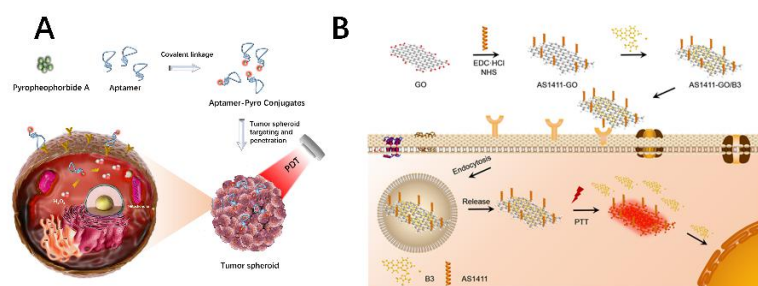 A
Pyropheophorbide A
Aptamer
Covalent linkage
Aptamer-Pyro Conjugates
Tumor spheroid
targeting and
penetration
PDT
H₂O₂
Tumor spheroid
B
GO
EDC·HCl
NHS
AS1411-GO
AS1411-GO/B3
Endocytosis
Release
PTT
B3
AS1411